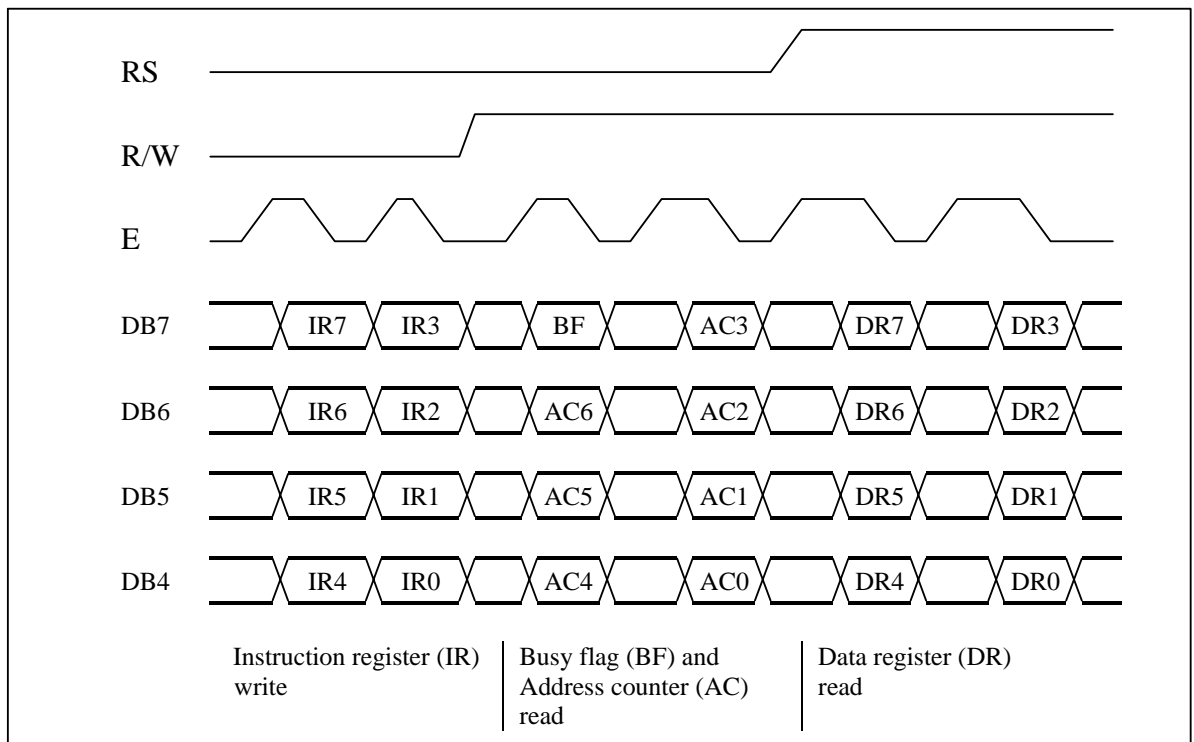 RS
R/W
E
DB7 IR7 IR3 BF AC3 DR7 DR3
DB6 IR6 IR2 AC6 AC2 DR6 DR2
DB5 IR5 IR1 AC5 AC1 DR5 DR1
DB4 IR4 IR0 AC4 AC0 DR4 DR0
Instruction register (IR)
write
Busy flag (BF) and
Address counter (AC)
read
Data register (DR)
read